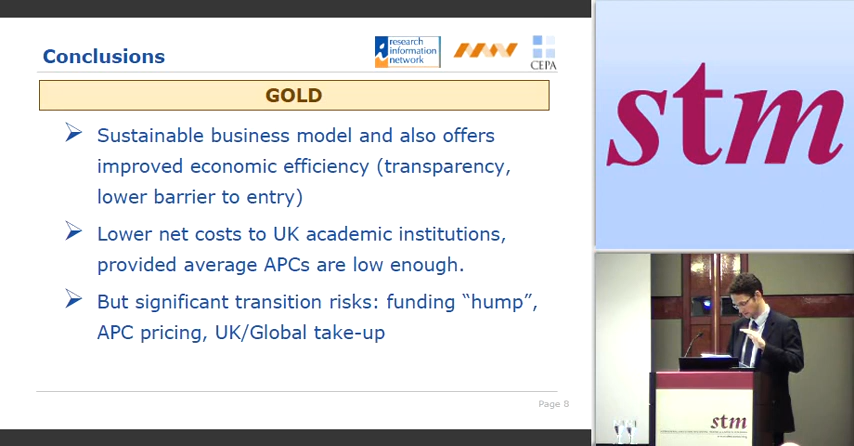 Conclusions
research
information
network
CEPA
GOLD
Sustainable business model and also offers
improved economic efficiency (transparency,
lower barrier to entry)
Lower net costs to UK academic institutions,
provided average APCs are low enough.
But significant transition risks: funding “hump”,
APC pricing, UK/Global take-up
Page 8
stm
stm